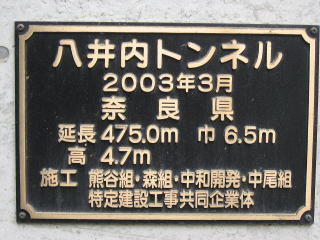 八井内トンネル
2003年3月
奈良県
延長 475.0m 巾 6.5m
高 4.7m
施工 熊谷組・森組・中和開発・中尾組
特定建設工事共同企業体